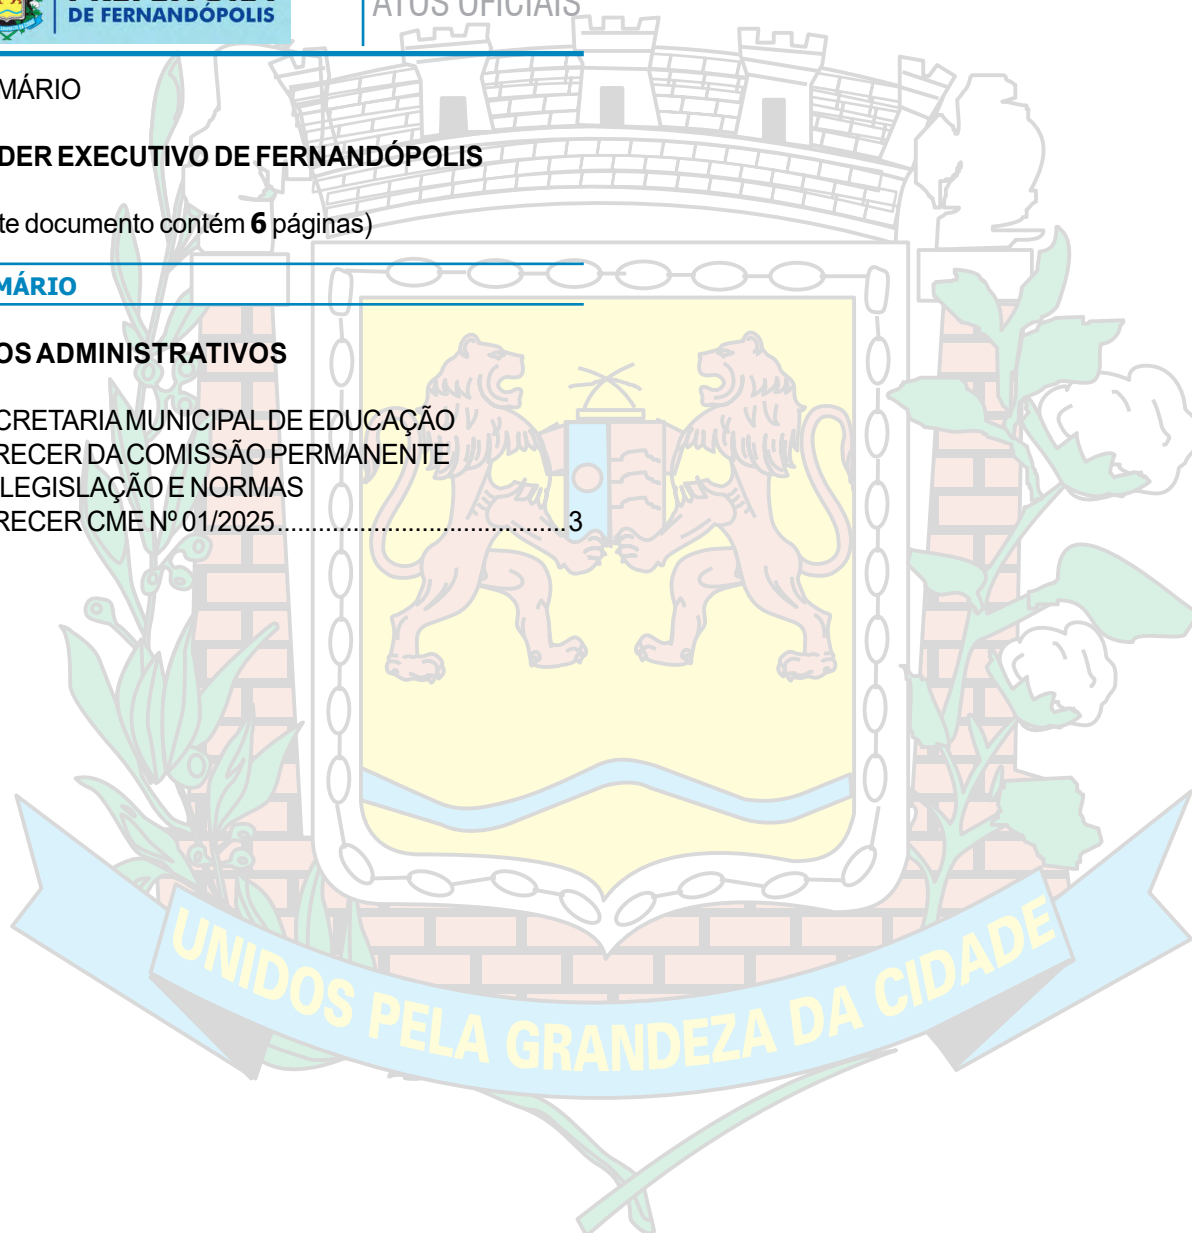 DE FERNANDÓPOLIS
ATOS OFICIAIS
MÁRIO
DER EXECUTIVO DE FERNANDÓPOLIS
te documento contém 6 páginas)
MÁRIO
OS ADMINISTRATIVOS
CRETARIA MUNICIPAL DE EDUCAÇÃO
RECER DA COMISSÃO PERMANENTE
LEGISLAÇÃO E NORMAS
RECER CME Nº 01/2025..........................................3
UNIDOS PELA GRANDEZA DA CIDADE